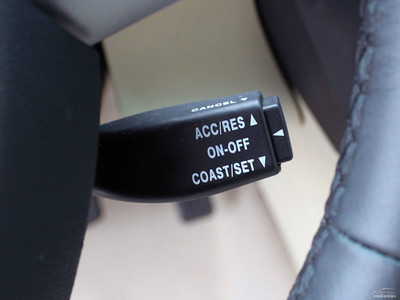 CANCEL ▼
ACC/RES ▲
ON-OFF
COAST/SET ▼